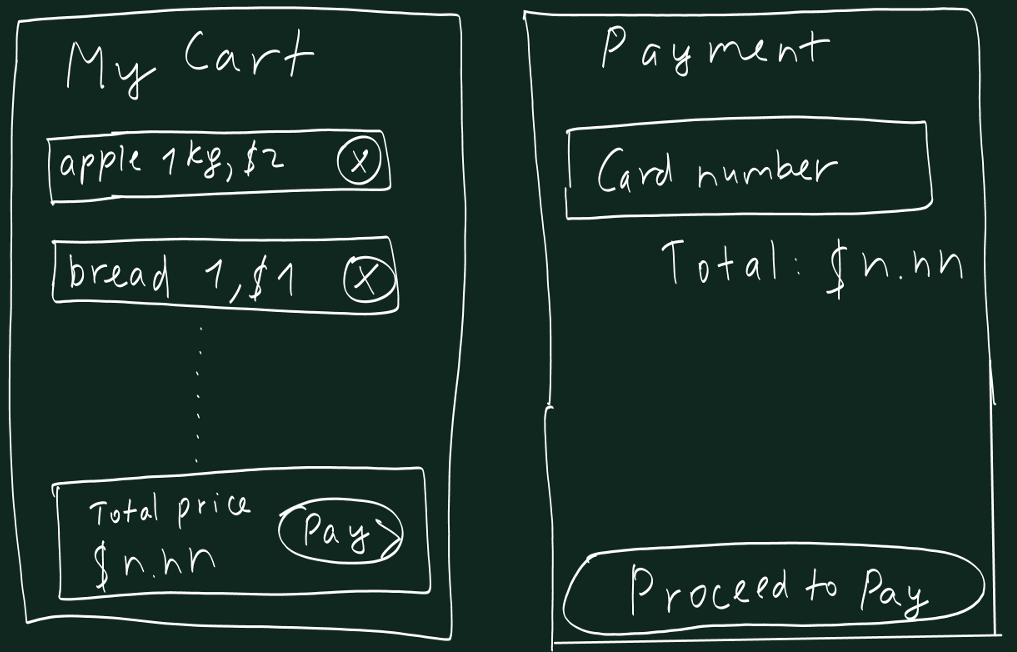 My Cart
apple 1kg, $2 X
bread 1, $1 X
Total price
$n.nn
Pay >
Payment
Card number
Total: $n.nn
Proceed to Pay